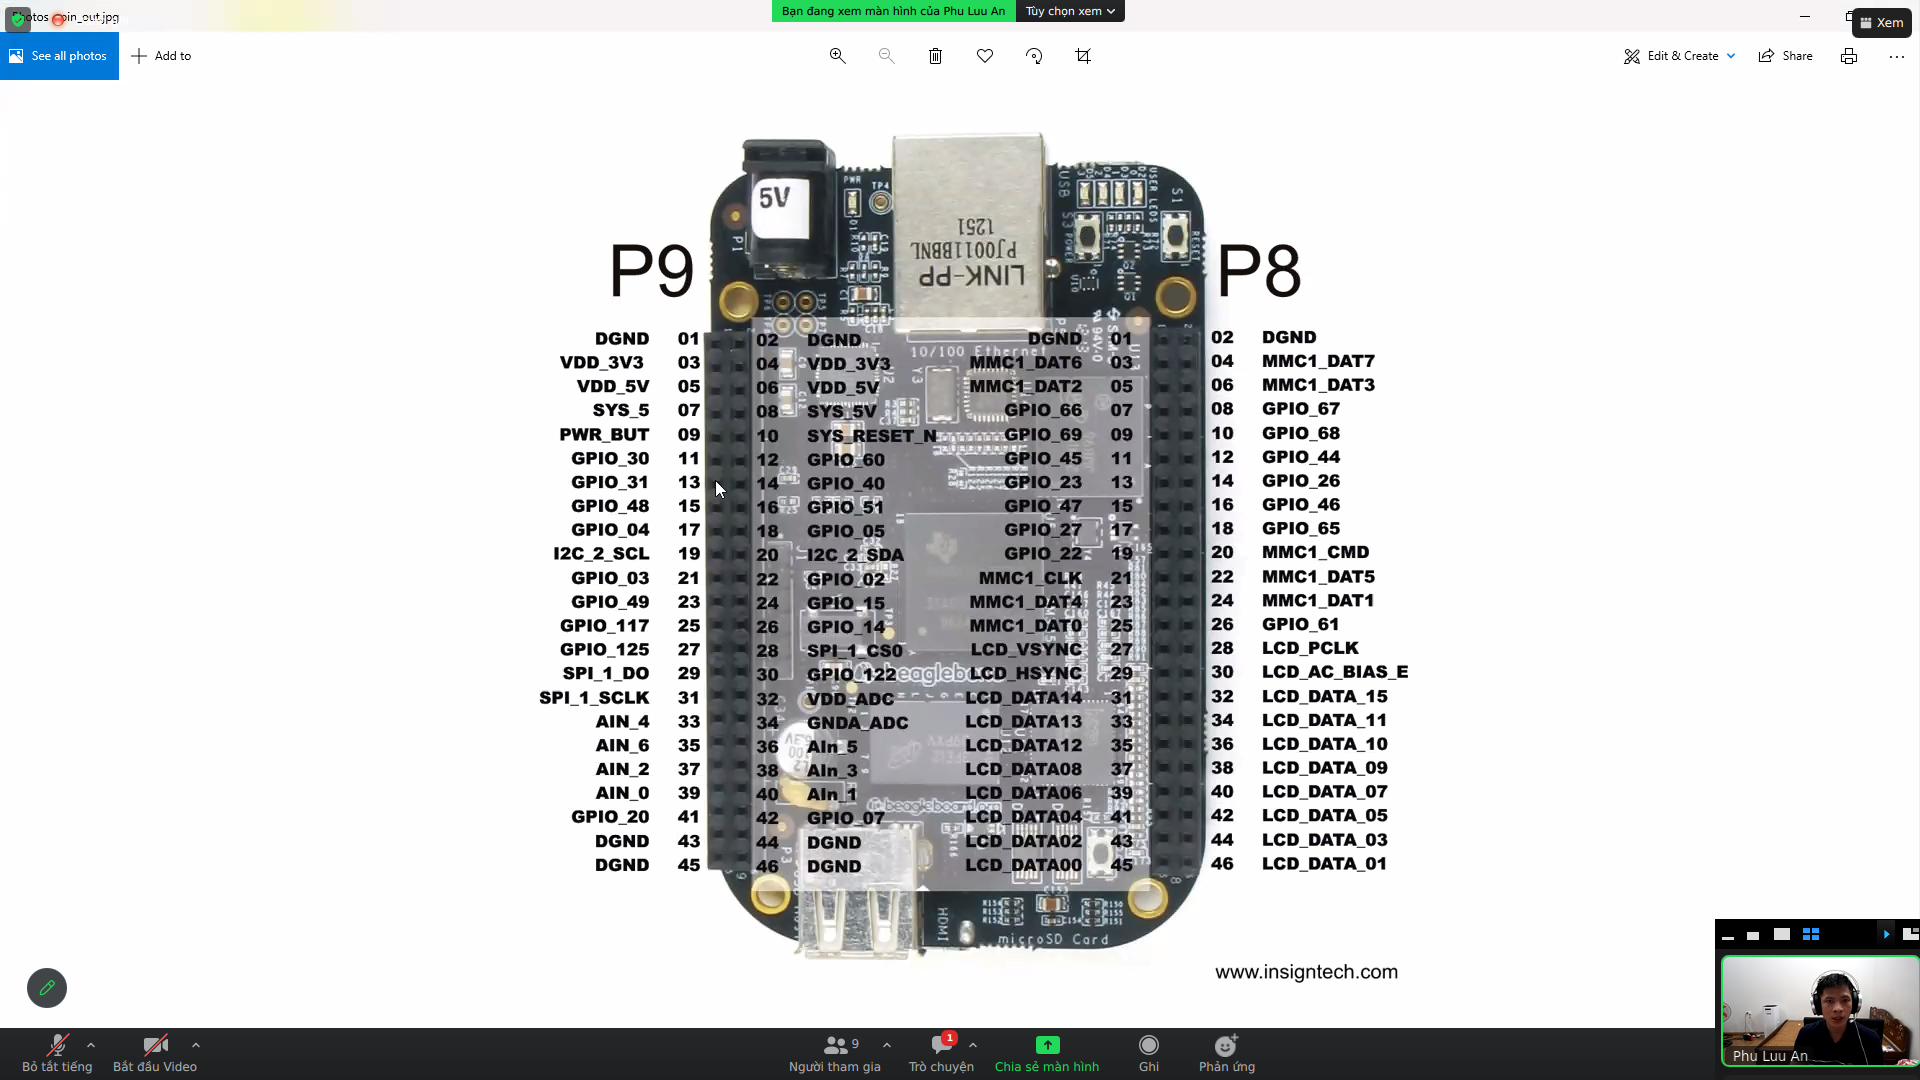 Photos - pin_out.jpg
Bạn đang xem màn hình của Phu Luu An
Tùy chọn xem
Xem
See all photos
Add to
Edit & Create
Share
5V
PWR
TP4
P1
USB
USER LEDS
S1
S3
POWER
RESET
1251
PJ0011BBNL
LINK-PP
P9
P8
10/100 Ethernet
DGND 01 02 DGND DGND 01 02 DGND
VDD_3V3 03 04 VDD_3V3 MMC1_DAT6 03 04 MMC1_DAT7
VDD_5V 05 06 VDD_5V MMC1_DAT2 05 06 MMC1_DAT3
SYS_5 07 08 SYS_5V GPIO_66 07 08 GPIO_67
PWR_BUT 09 10 SYS_RESET_N GPIO_69 09 10 GPIO_68
GPIO_30 11 12 GPIO_60 GPIO_45 11 12 GPIO_44
GPIO_31 13 14 GPIO_40 GPIO_23 13 14 GPIO_26
GPIO_48 15 16 GPIO_51 GPIO_47 15 16 GPIO_46
GPIO_04 17 18 GPIO_05 GPIO_27 17 18 GPIO_65
I2C_2_SCL 19 20 I2C_2_SDA GPIO_22 19 20 MMC1_CMD
GPIO_03 21 22 GPIO_02 MMC1_CLK 21 22 MMC1_DAT5
GPIO_49 23 24 GPIO_15 MMC1_DAT4 23 24 MMC1_DAT1
GPIO_117 25 26 GPIO_14 MMC1_DAT0 25 26 GPIO_61
GPIO_125 27 28 SPI_1_CS0 LCD_VSYNC 27 28 LCD_PCLK
SPI_1_DO 29 30 GPIO_122 LCD_HSYNC 29 30 LCD_AC_BIAS_E
SPI_1_SCLK 31 32 VDD_ADC LCD_DATA14 31 32 LCD_DATA_15
AIN_4 33 34 GNDA_ADC LCD_DATA13 33 34 LCD_DATA_11
AIN_6 35 36 AIn_5 LCD_DATA12 35 36 LCD_DATA_10
AIN_2 37 38 AIn_3 LCD_DATA08 37 38 LCD_DATA_09
AIN_0 39 40 AIn_1 LCD_DATA06 39 40 LCD_DATA_07
GPIO_20 41 42 GPIO_07 LCD_DATA04 41 42 LCD_DATA_05
DGND 43 44 DGND LCD_DATA02 43 44 LCD_DATA_03
DGND 45 46 DGND LCD_DATA00 45 46 LCD_DATA_01
HDMI
microSD Card
www.insigntech.com
Phu Luu An
Bỏ tắt tiếng
Bắt đầu Video
9
Người tham gia
1
Trò chuyện
Chia sẻ màn hình
Ghi
Phản ứng